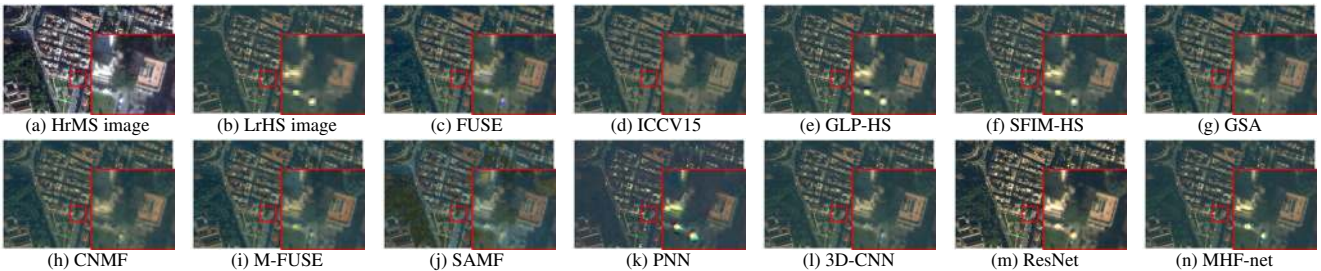 (a) HrMS image (b) LrHS image (c) FUSE (d) ICCV15 (e) GLP-HS (f) SFIM-HS (g) GSA
(h) CNMF (i) M-FUSE (j) SAMF (k) PNN (l) 3D-CNN (m) ResNet (n) MHF-net